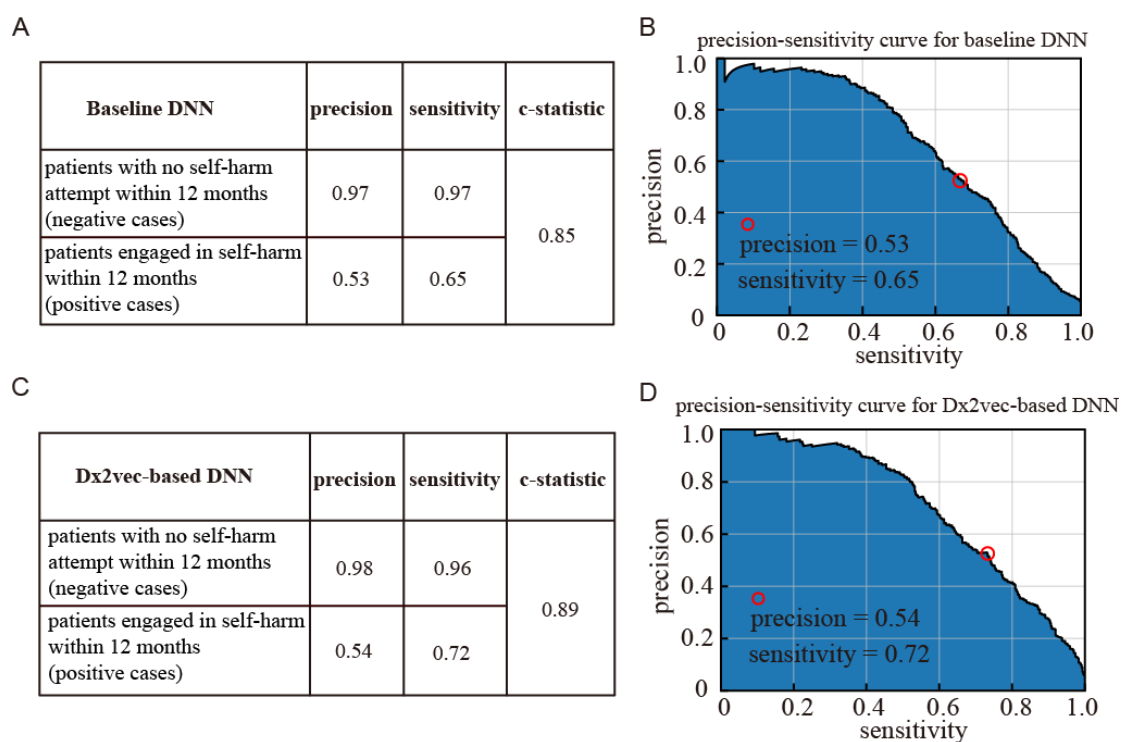 A
Baseline DNN
precision
sensitivity
c-statistic
patients with no self-harm
attempt within 12 months
(negative cases)
0.97
0.97
patients engaged in self-harm
within 12 months
(positive cases)
0.53
0.65
0.85
B
precision-sensitivity curve for baseline DNN
1.0
0.8
0.6
0.4
0.2
0
precision
precision = 0.53
sensitivity = 0.65
0
0.2
0.4
0.6
0.8
1.0
sensitivity
C
Dx2vec-based DNN
precision
sensitivity
c-statistic
patients with no self-harm
attempt within 12 months
(negative cases)
0.98
0.96
patients engaged in self-harm
within 12 months
(positive cases)
0.54
0.72
0.89
D
precision-sensitivity curve for Dx2vec-based DNN
1.0
0.8
0.6
0.4
0.2
0
precision
precision = 0.54
sensitivity = 0.72
0
0.2
0.4
0.6
0.8
1.0
sensitivity